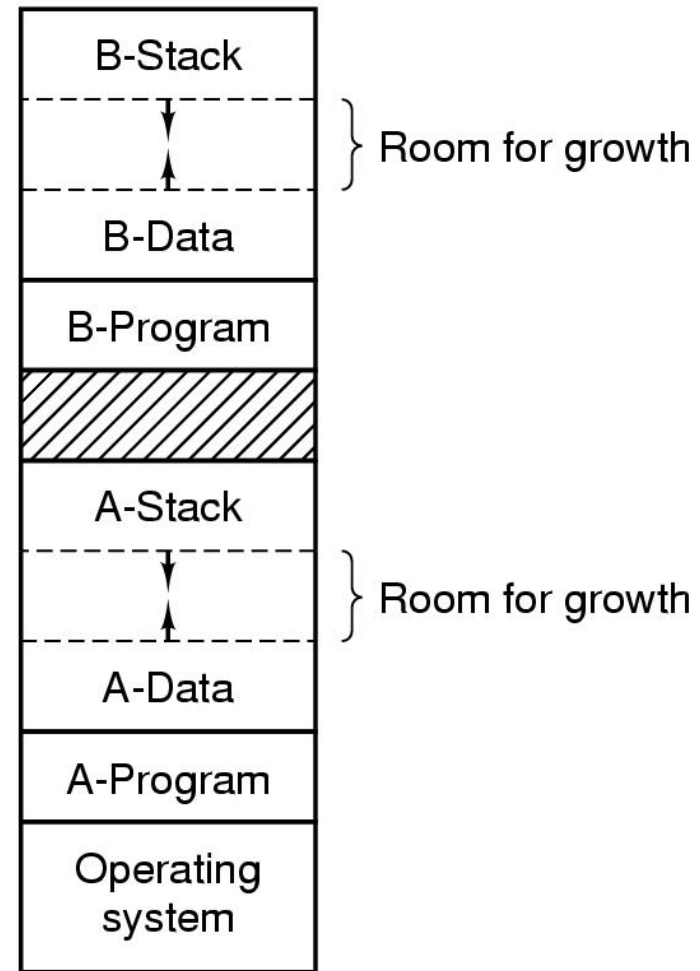 B-Stack
Room for growth
B-Data
B-Program
A-Stack
Room for growth
A-Data
A-Program
Operating
system